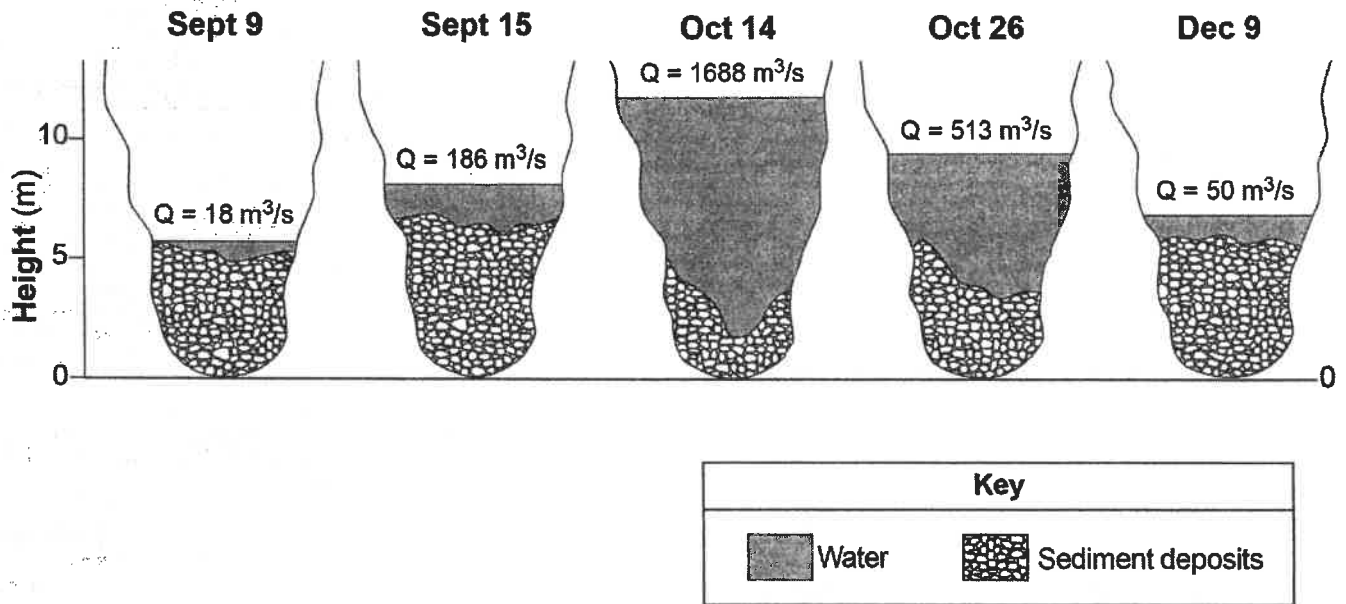 Sept 9 Sept 15 Oct 14 Oct 26 Dec 9
Q = 1688 m³/s
10
Q = 186 m³/s
Q = 513 m³/s
Q = 18 m³/s
Q = 50 m³/s
5
Height (m)
0
0
Key
Water
Sediment deposits